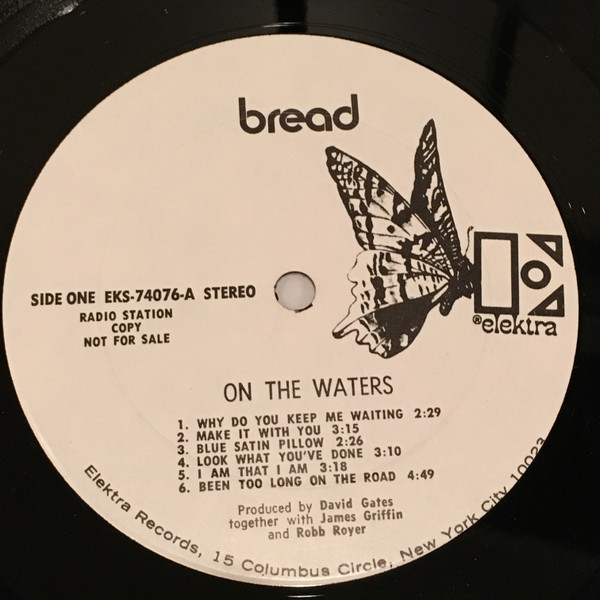 bread
®elektra
SIDE ONE EKS-74076-A STEREO
RADIO STATION
COPY
NOT FOR SALE
ON THE WATERS
1. WHY DO YOU KEEP ME WAITING 2:29
2. MAKE IT WITH YOU 3:15
3. BLUE SATIN PILLOW 2:26
4. LOOK WHAT YOU'VE DONE 3:10
5. I AM THAT I AM 3:18
6. BEEN TOO LONG ON THE ROAD 4:49
Produced by David Gates
together with James Griffin
and Robb Royer
Elektra Records, 15 Columbus Circle, New York City 10023